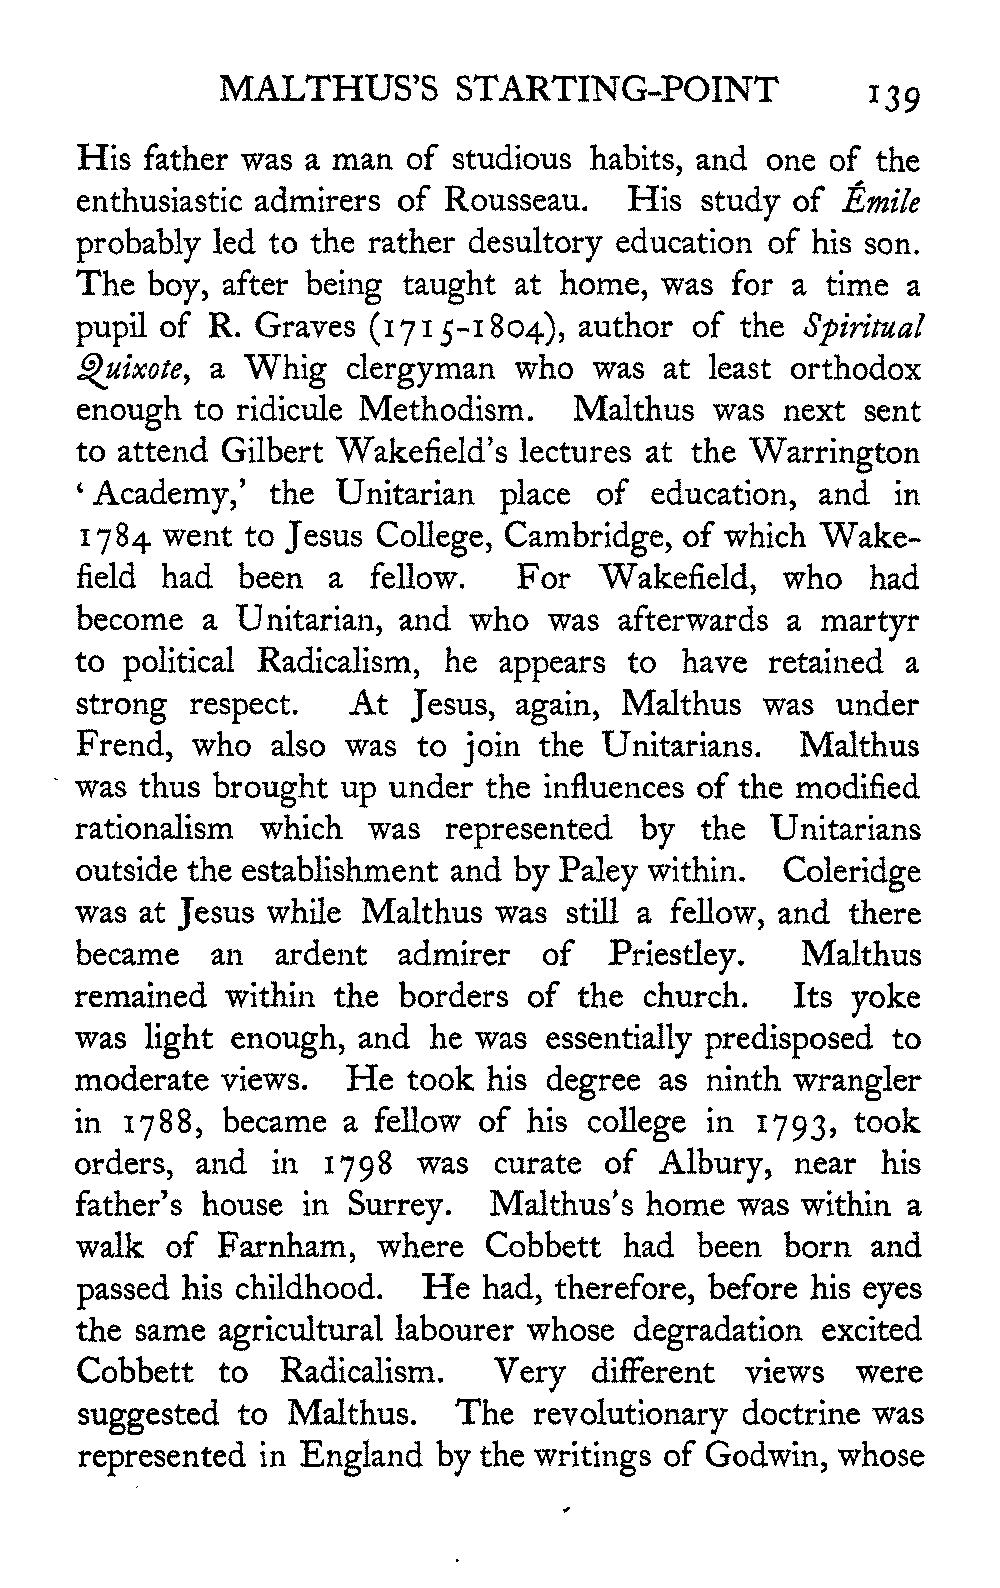 MALTHUS'S STARTING-POINT 139
His father was a man of studious habits, and one of the
enthusiastic admirers of Rousseau. His study of Émile
probably led to the rather desultory education of his son.
The boy, after being taught at home, was for a time a
pupil of R. Graves (1715-1804), author of the Spiritual
Quixote, a Whig clergyman who was at least orthodox
enough to ridicule Methodism. Malthus was next sent
to attend Gilbert Wakefield's lectures at the Warrington
‘Academy,’ the Unitarian place of education, and in
1784 went to Jesus College, Cambridge, of which Wake-
field had been a fellow. For Wakefield, who had
become a Unitarian, and who was afterwards a martyr
to political Radicalism, he appears to have retained a
strong respect. At Jesus, again, Malthus was under
Frend, who also was to join the Unitarians. Malthus
was thus brought up under the influences of the modified
rationalism which was represented by the Unitarians
outside the establishment and by Paley within. Coleridge
was at Jesus while Malthus was still a fellow, and there
became an ardent admirer of Priestley. Malthus
remained within the borders of the church. Its yoke
was light enough, and he was essentially predisposed to
moderate views. He took his degree as ninth wrangler
in 1788, became a fellow of his college in 1793, took
orders, and in 1798 was curate of Albury, near his
father's house in Surrey. Malthus's home was within a
walk of Farnham, where Cobbett had been born and
passed his childhood. He had, therefore, before his eyes
the same agricultural labourer whose degradation excited
Cobbett to Radicalism. Very different views were
suggested to Malthus. The revolutionary doctrine was
represented in England by the writings of Godwin, whose